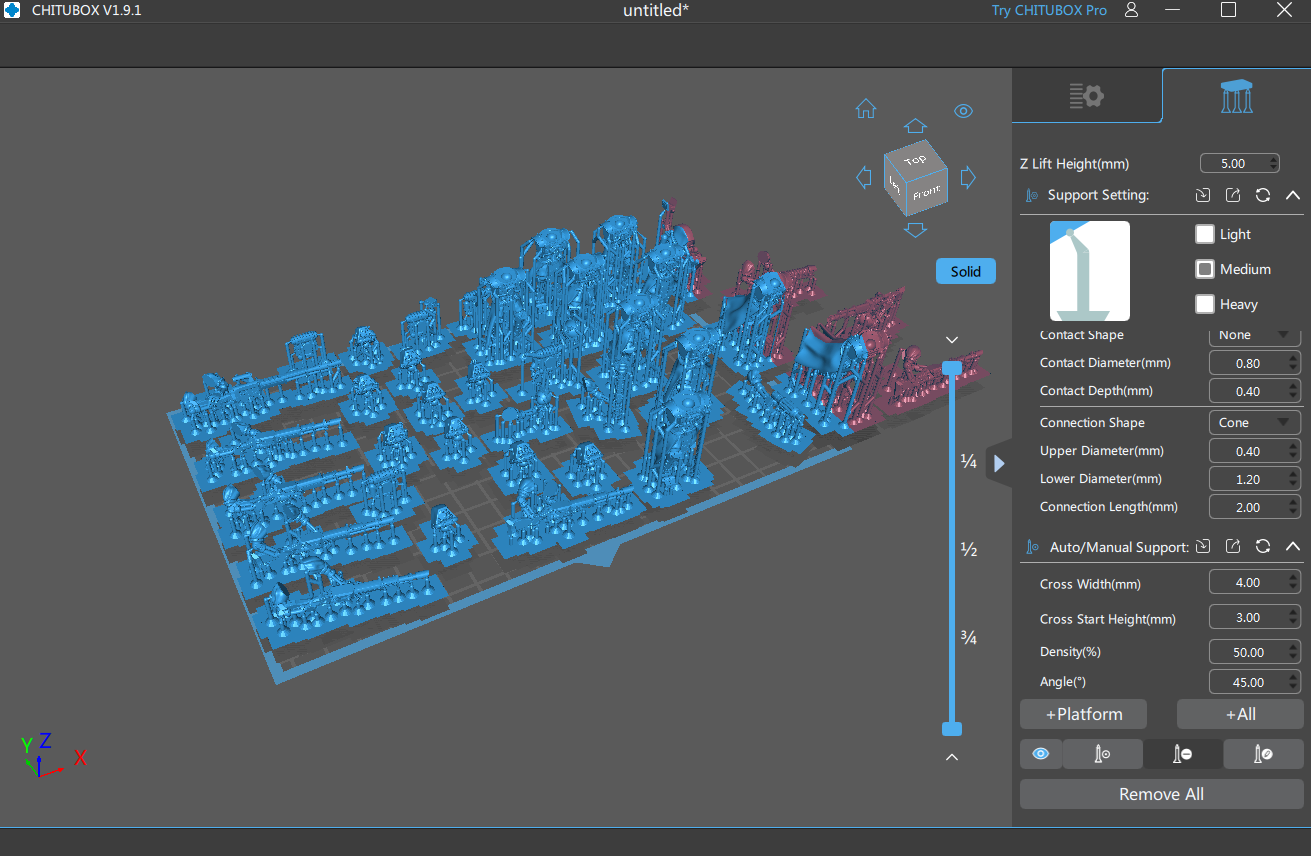 CHITUBOX V1.9.1
untitled*
Try CHITUBOX Pro
Top
Left
Front
Solid
¼
½
¾
Y Z X
Z Lift Height(mm) 5.00
Support Setting:
Light
Medium
Heavy
Contact Shape None
Contact Diameter(mm) 0.80
Contact Depth(mm) 0.40
Connection Shape Cone
Upper Diameter(mm) 0.40
Lower Diameter(mm) 1.20
Connection Length(mm) 2.00
Auto/Manual Support:
Cross Width(mm) 4.00
Cross Start Height(mm) 3.00
Density(%) 50.00
Angle(°) 45.00
+Platform +All
Remove All